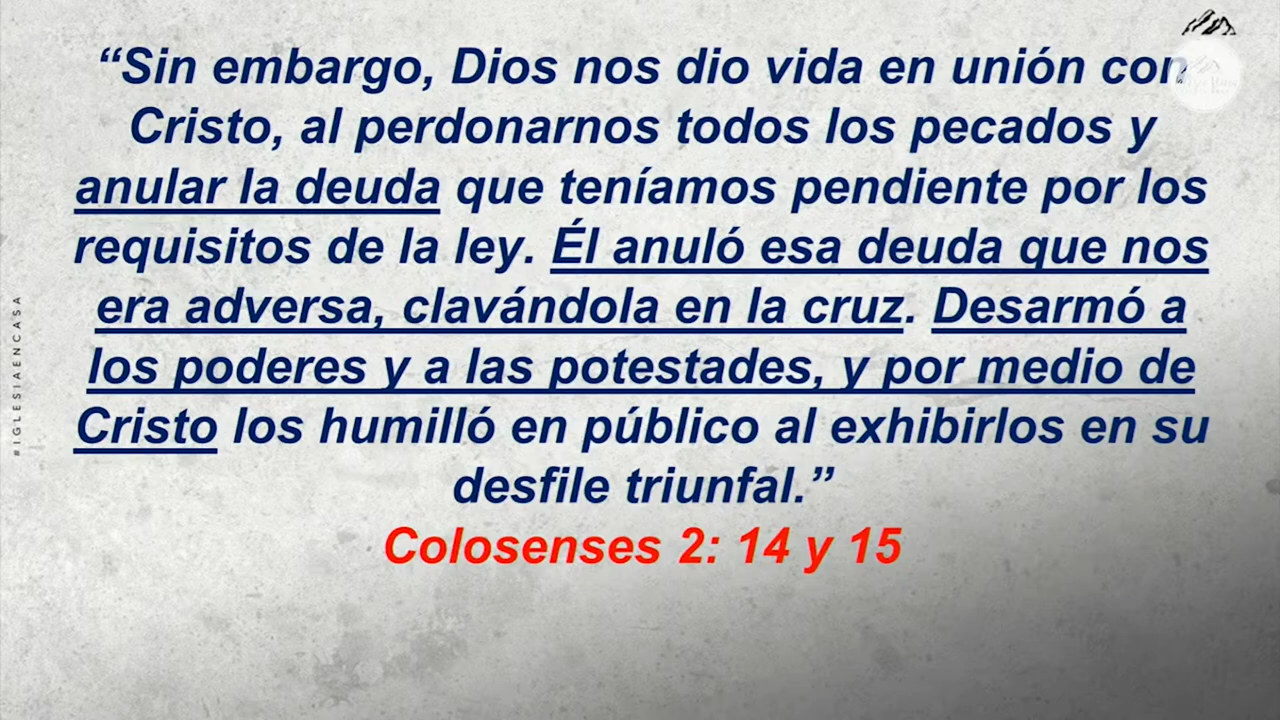 “Sin embargo, Dios nos dio vida en unión con
Cristo, al perdonarnos todos los pecados y
anular la deuda que teníamos pendiente por los
requisitos de la ley. Él anuló esa deuda que nos
era adversa, clavándola en la cruz. Desarmó a
los poderes y a las potestades, y por medio de
Cristo los humilló en público al exhibirlos en su
desfile triunfal.”
Colosenses 2: 14 y 15
#IGLESIAENCASA